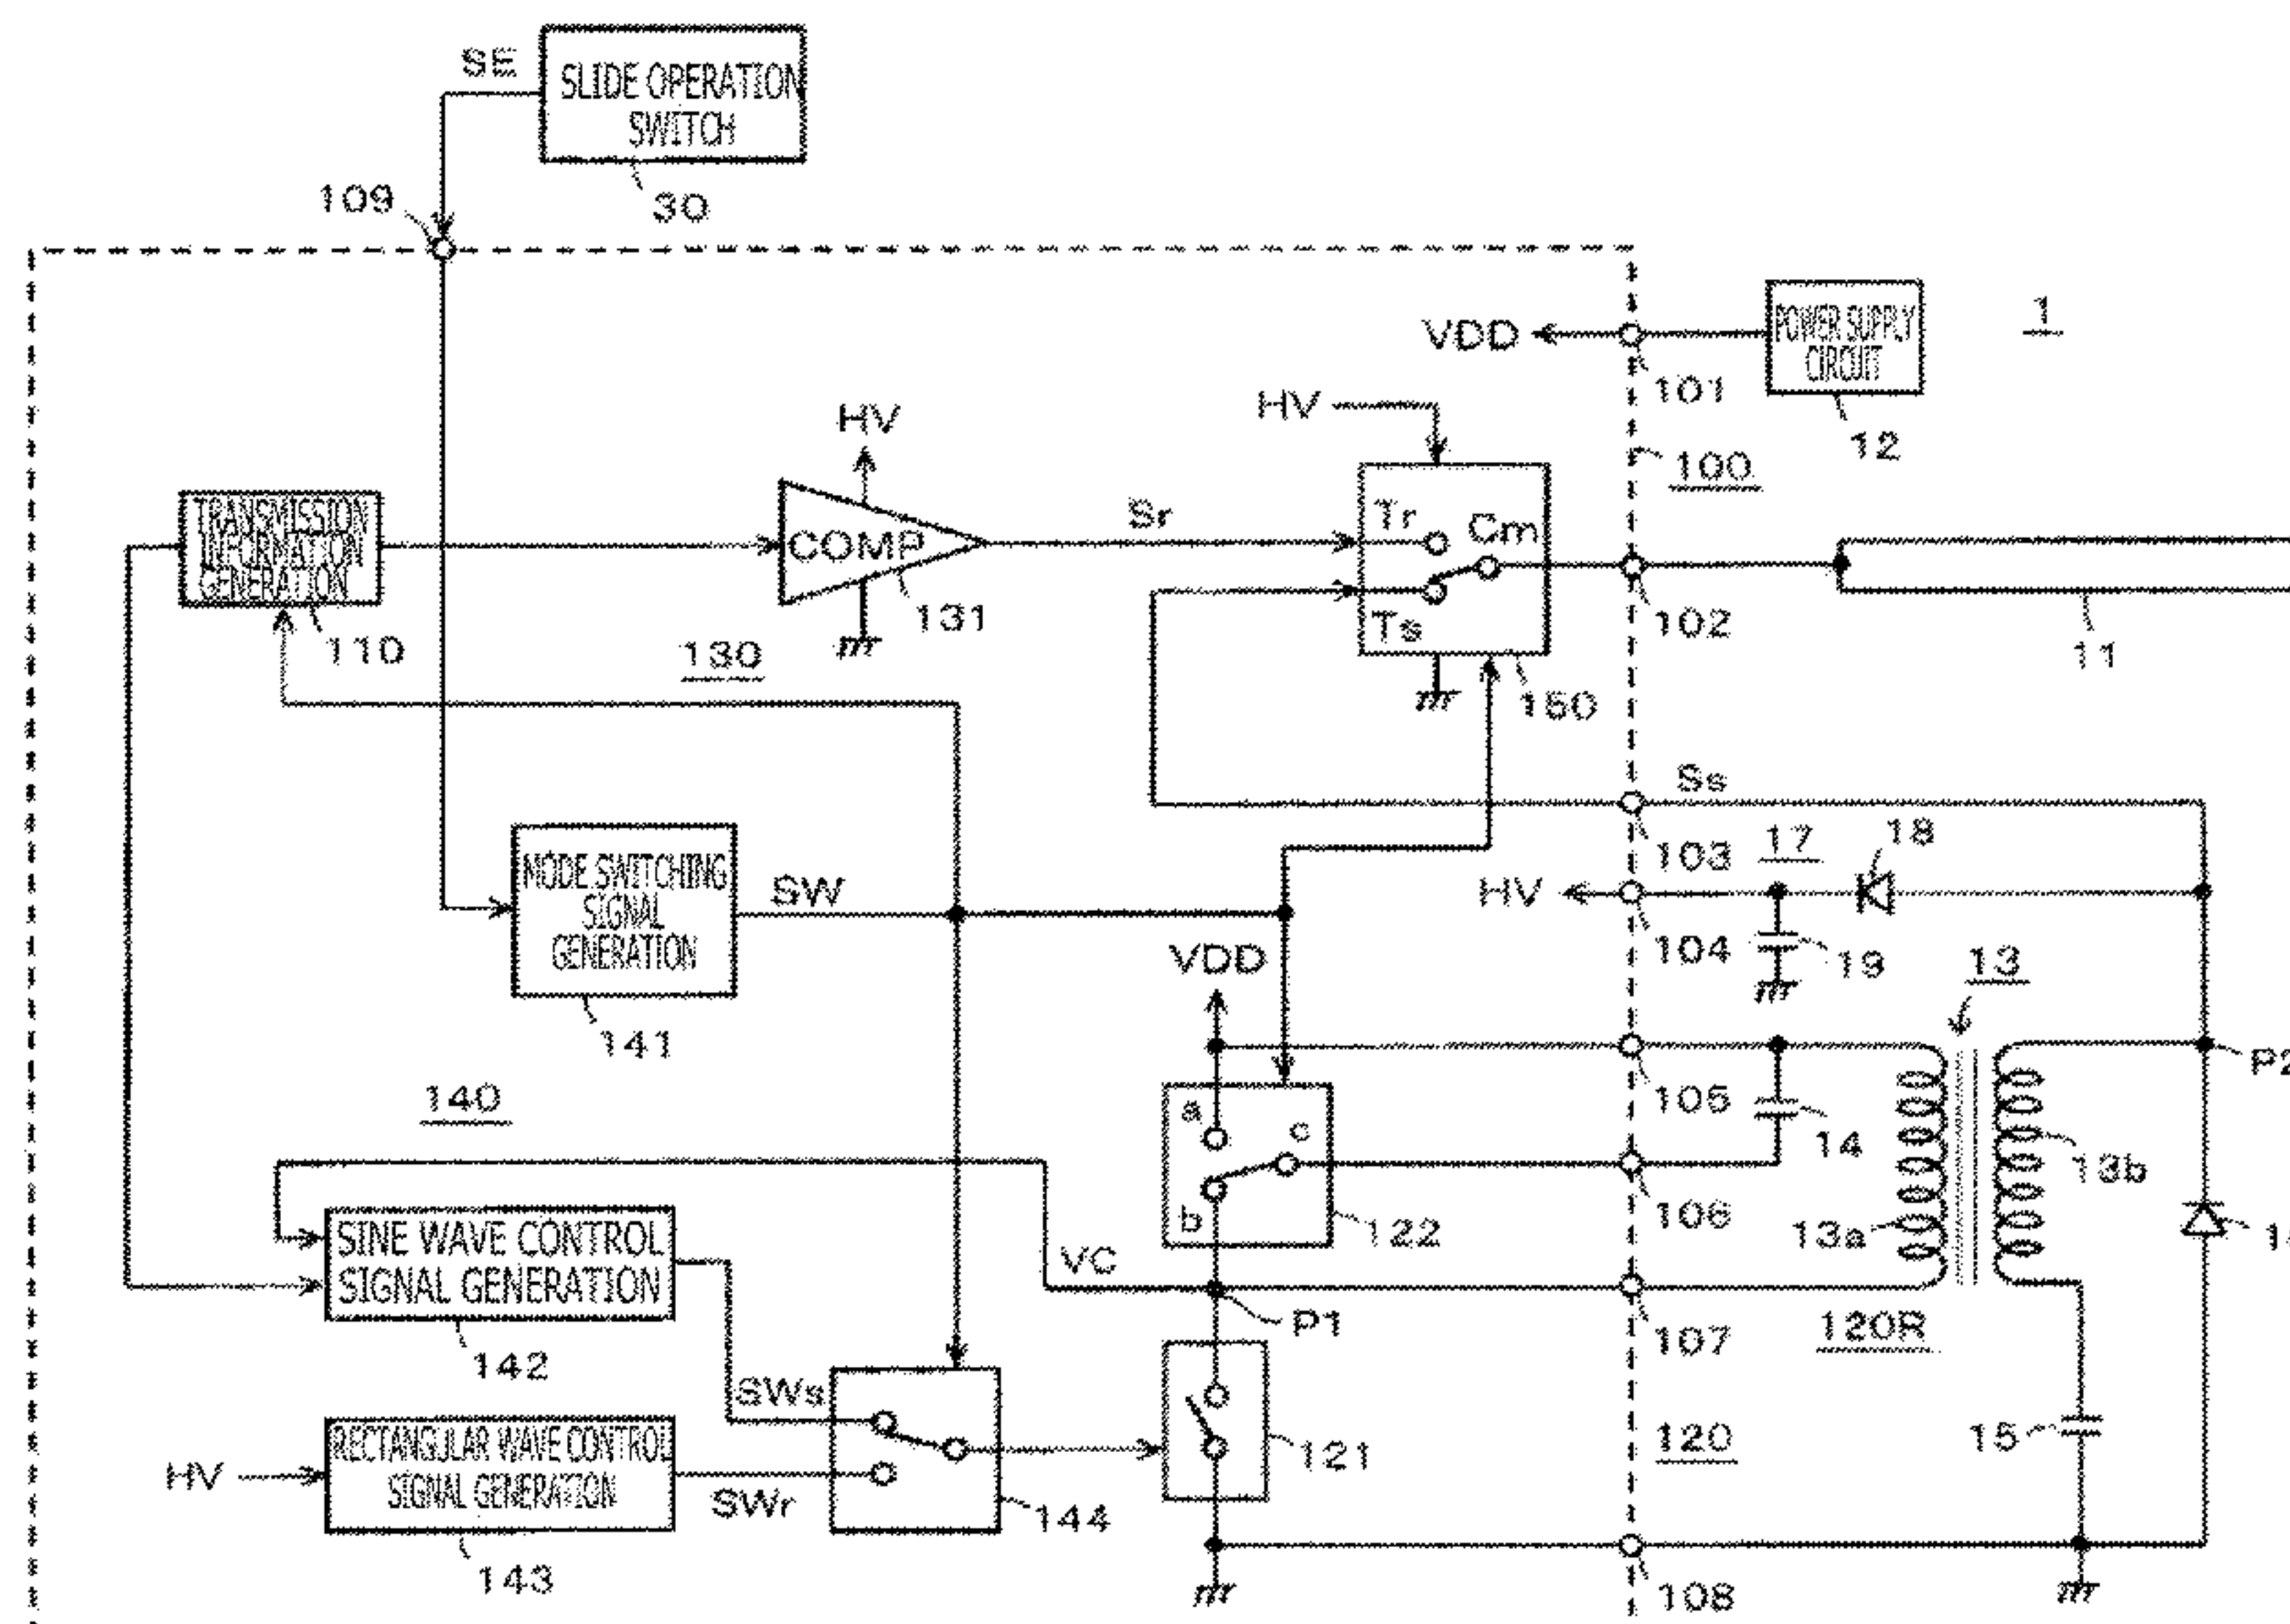 SE
SLIDE OPERATION
SWITCH
109
30
VDD
POWER SUPPLY
CIRCUIT
1
101
12
HV
HV
100
TRANSMISSION
INFORMATION
GENERATION
COMP
Sr
Tr
Cm
Ts
110
131
130
150
102
11
Ss
103
17
18
MODE SWITCHING
SIGNAL
GENERATION
SW
HV
104
19
13
VDD
141
140
105
P2
a
c
14
13b
b
122
106
13a
SINE WAVE CONTROL
SIGNAL GENERATION
VC
P1
107
120R
142
SWs
RECTANGULAR WAVE CONTROL
SIGNAL GENERATION
HV
SWr
144
121
120
15
143
108